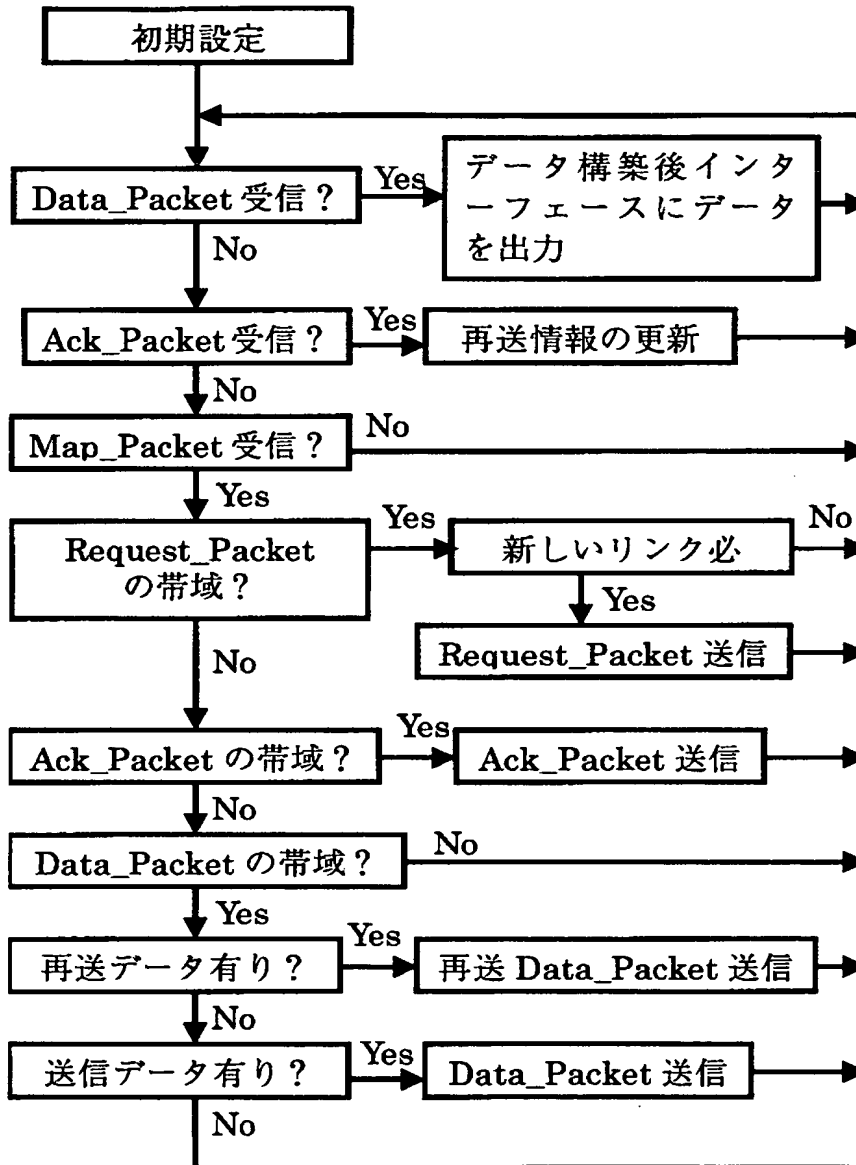 初期設定
Data_Packet 受信？
Yes
データ構築後インタ
ーフェースにデータ
を出力
No
Ack_Packet 受信？
Yes
再送情報の更新
No
Map_Packet 受信？
No
Yes
Request_Packet
の帯域？
Yes
新しいリンク必
No
Yes
Request_Packet 送信
No
Ack_Packet の帯域？
Yes
Ack_Packet 送信
No
Data_Packet の帯域？
No
Yes
再送データ有り？
Yes
再送 Data_Packet 送信
No
送信データ有り？
Yes
Data_Packet 送信
No